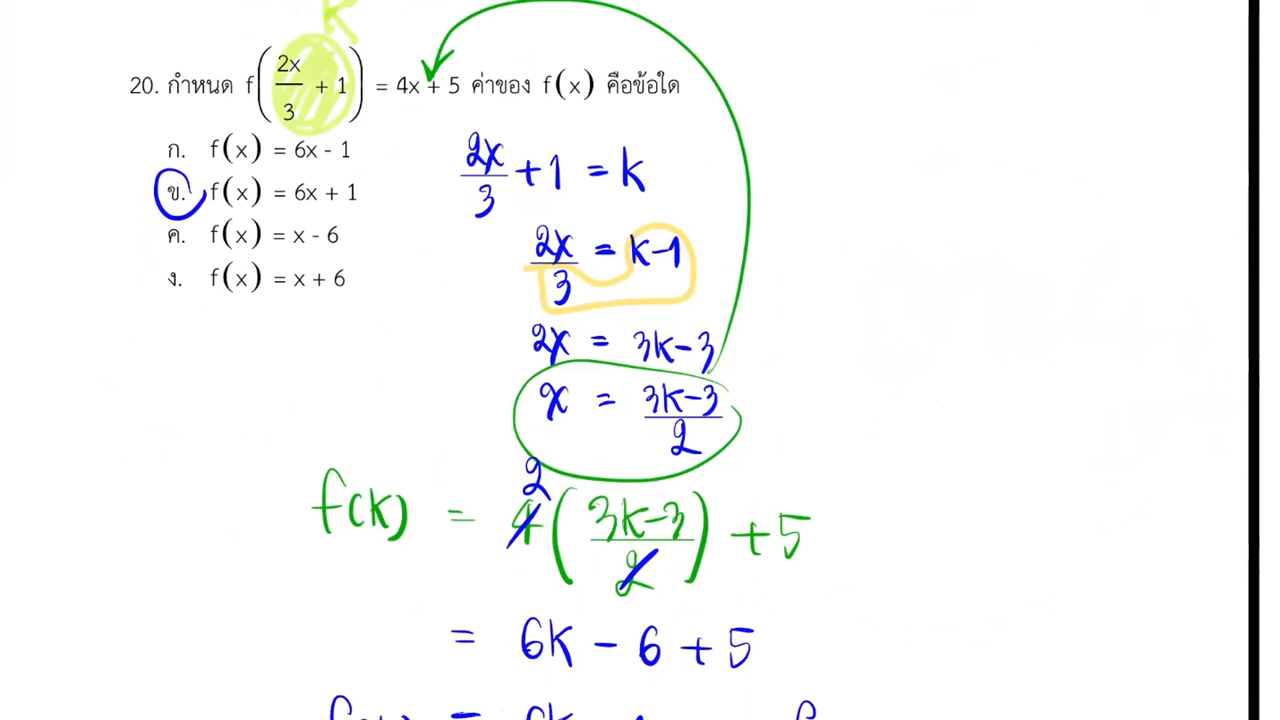 K
20. กำหนด f(2x/3 + 1) = 4x + 5 ค่าของ f(x) คือข้อใด
ก. f(x) = 6x - 1
ข. f(x) = 6x + 1
ค. f(x) = x - 6
ง. f(x) = x + 6
2x/3 + 1 = k
2x/3 = k-1
2x = 3k-3
x = 3k-3/2
2
f(k) = 4(3k-3/2) + 5
= 6k - 6 + 5